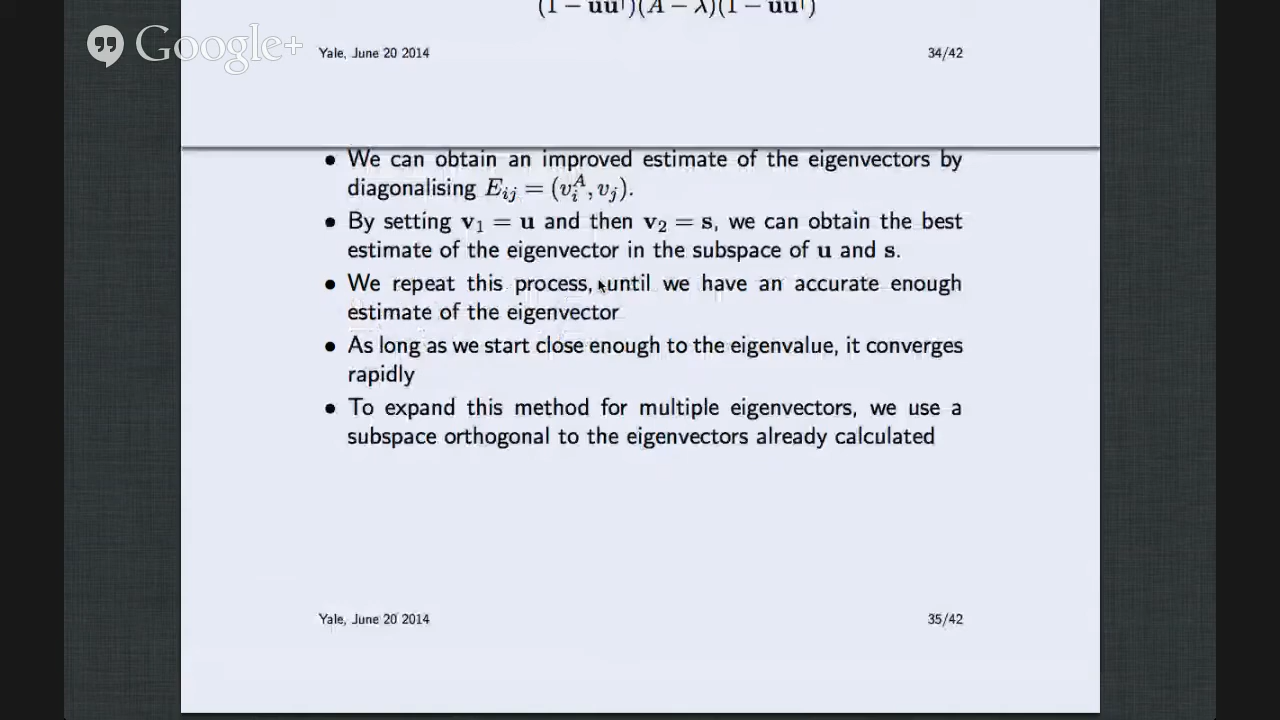 (1 − uu†)(A − λ)(1 − uu†)
Google+
Yale, June 20 2014 34/42
• We can obtain an improved estimate of the eigenvectors by
diagonalising E_ij = (v_i^A, v_j).
• By setting v₁ = u and then v₂ = s, we can obtain the best
estimate of the eigenvector in the subspace of u and s.
• We repeat this process, until we have an accurate enough
estimate of the eigenvector
• As long as we start close enough to the eigenvalue, it converges
rapidly
• To expand this method for multiple eigenvectors, we use a
subspace orthogonal to the eigenvectors already calculated
Yale, June 20 2014 35/42